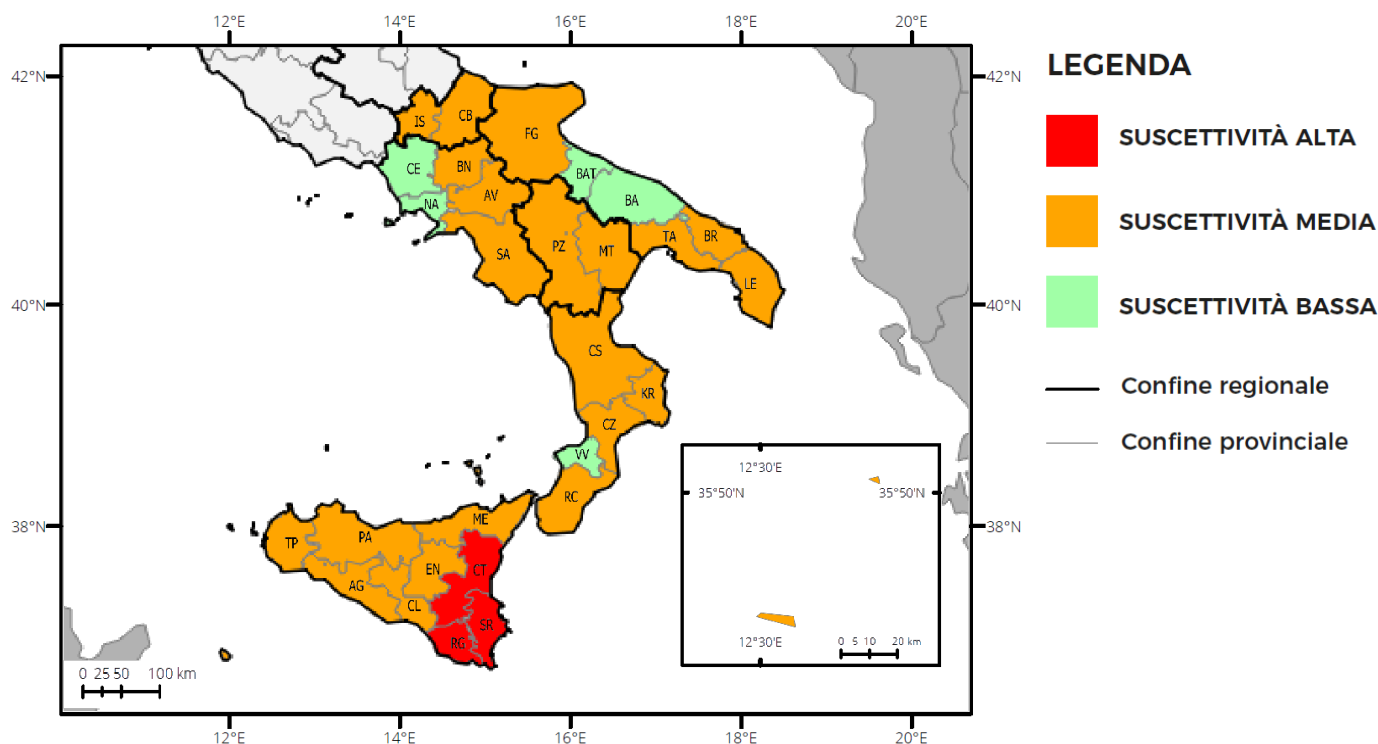 12°E 14°E 16°E 18°E 20°E
42°N 42°N
LEGENDA
SUSCETTIVITÀ ALTA
SUSCETTIVITÀ MEDIA
SUSCETTIVITÀ BASSA
Confine regionale
Confine provinciale
IS
CB
FG
CE
BN
BAT
AV
NA
BA
SA
PZ
MT
TA
BR
LE
40°N 40°N
CS
KR
CZ
VV
RC
ME
38°N 38°N
TP
PA
EN
CT
AG
CL
SR
RG
12°30'E
35°50'N 35°50'N
12°30'E
0 5 10 20 km
0 25 50 100 km
12°E 14°E 16°E 18°E 20°E